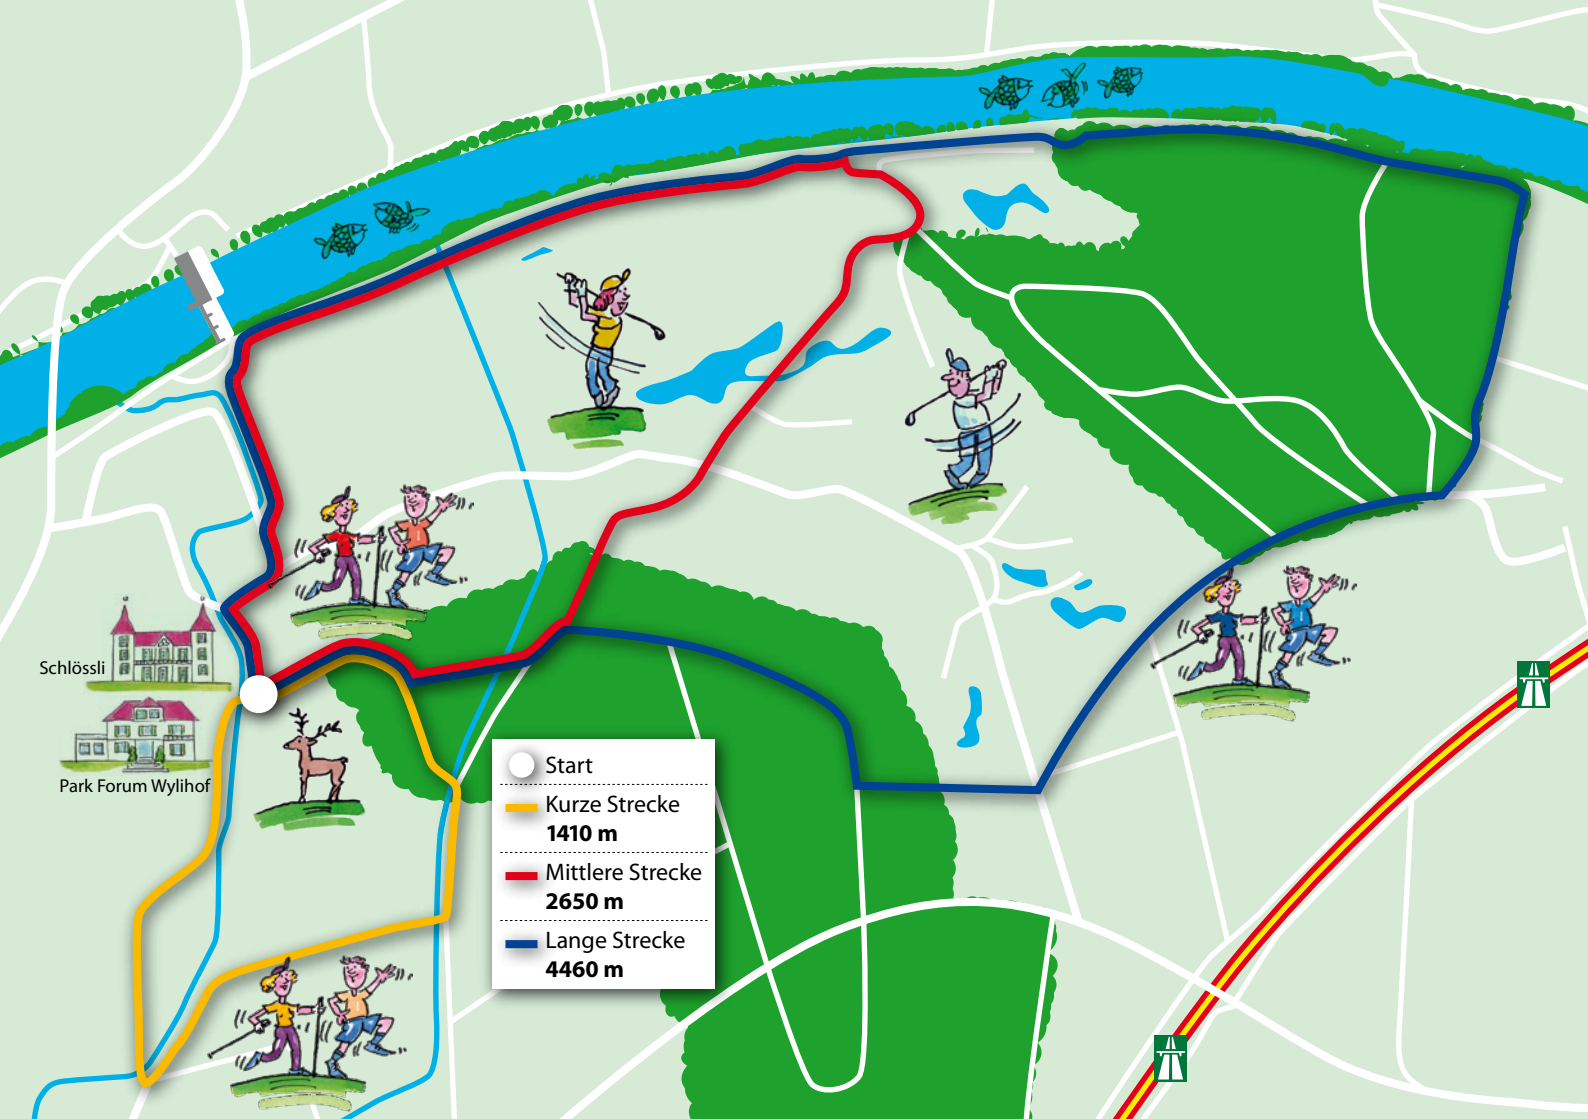 Schlössli
Park Forum Wylihof
Start
Kurze Strecke
1410 m
Mittlere Strecke
2650 m
Lange Strecke
4460 m